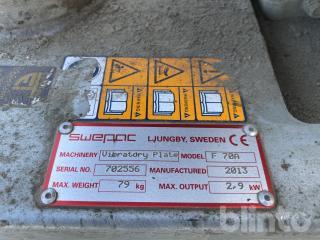 swepac LJUNGBY, SWEDEN CE
MACHINERY Vibratory Plate MODEL F 70A
SERIAL NO. 702556 MANUFACTURED 2013
MAX. WEIGHT 79 kg MAX. OUTPUT 2,9 kW
blinto